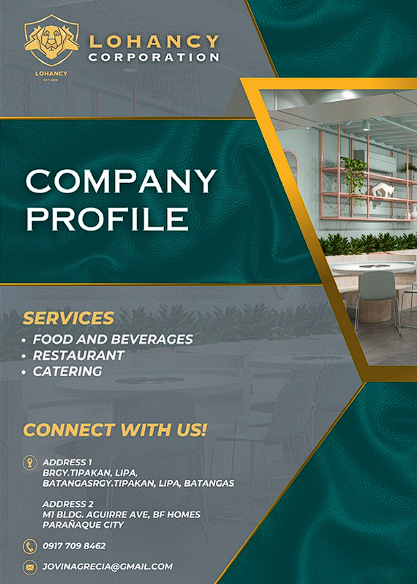 LOHANCY
CORPORATION
LOHANCY
COMPANY
PROFILE
SERVICES
• FOOD AND BEVERAGES
• RESTAURANT
• CATERING
CONNECT WITH US!
ADDRESS 1
BRGY.TIPAKAN, LIPA,
BATANGASRGY.TIPAKAN, LIPA, BATANGAS
ADDRESS 2
M1 BLDG. AGUIRRE AVE, BF HOMES
PARAÑAQUE CITY
0917 709 8462
JOVINAGRECIA@GMAIL.COM